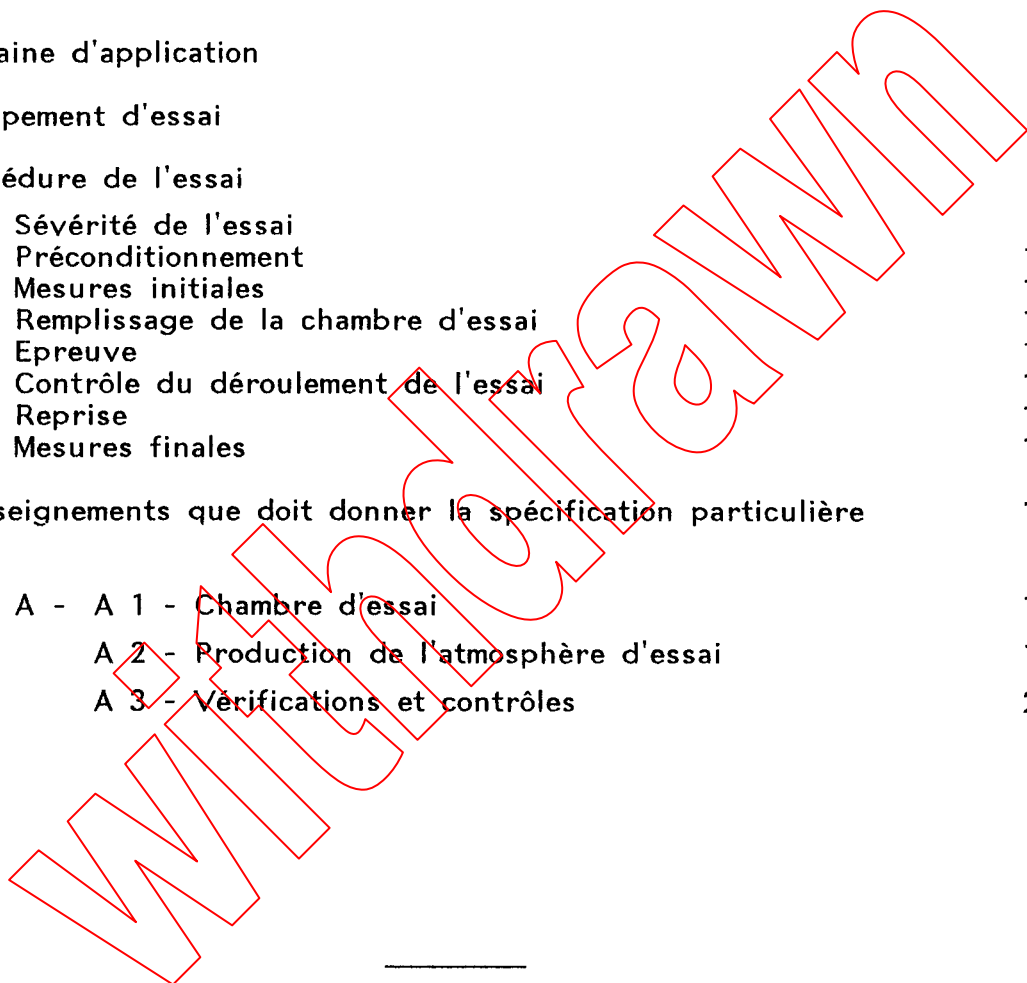 aine d'application
pement d'essai
édure de l'essai
Sévérité de l'essai
Préconditionnement
Mesures initiales
Remplissage de la chambre d'essai
Epreuve
Contrôle du déroulement de l'essai
Reprise
Mesures finales
seignements que doit donner la spécification particulière
A - A 1 - Chambre d'essai
A 2 - Production de l'atmosphère d'essai
A 3 - Vérifications et contrôles
withdrawn